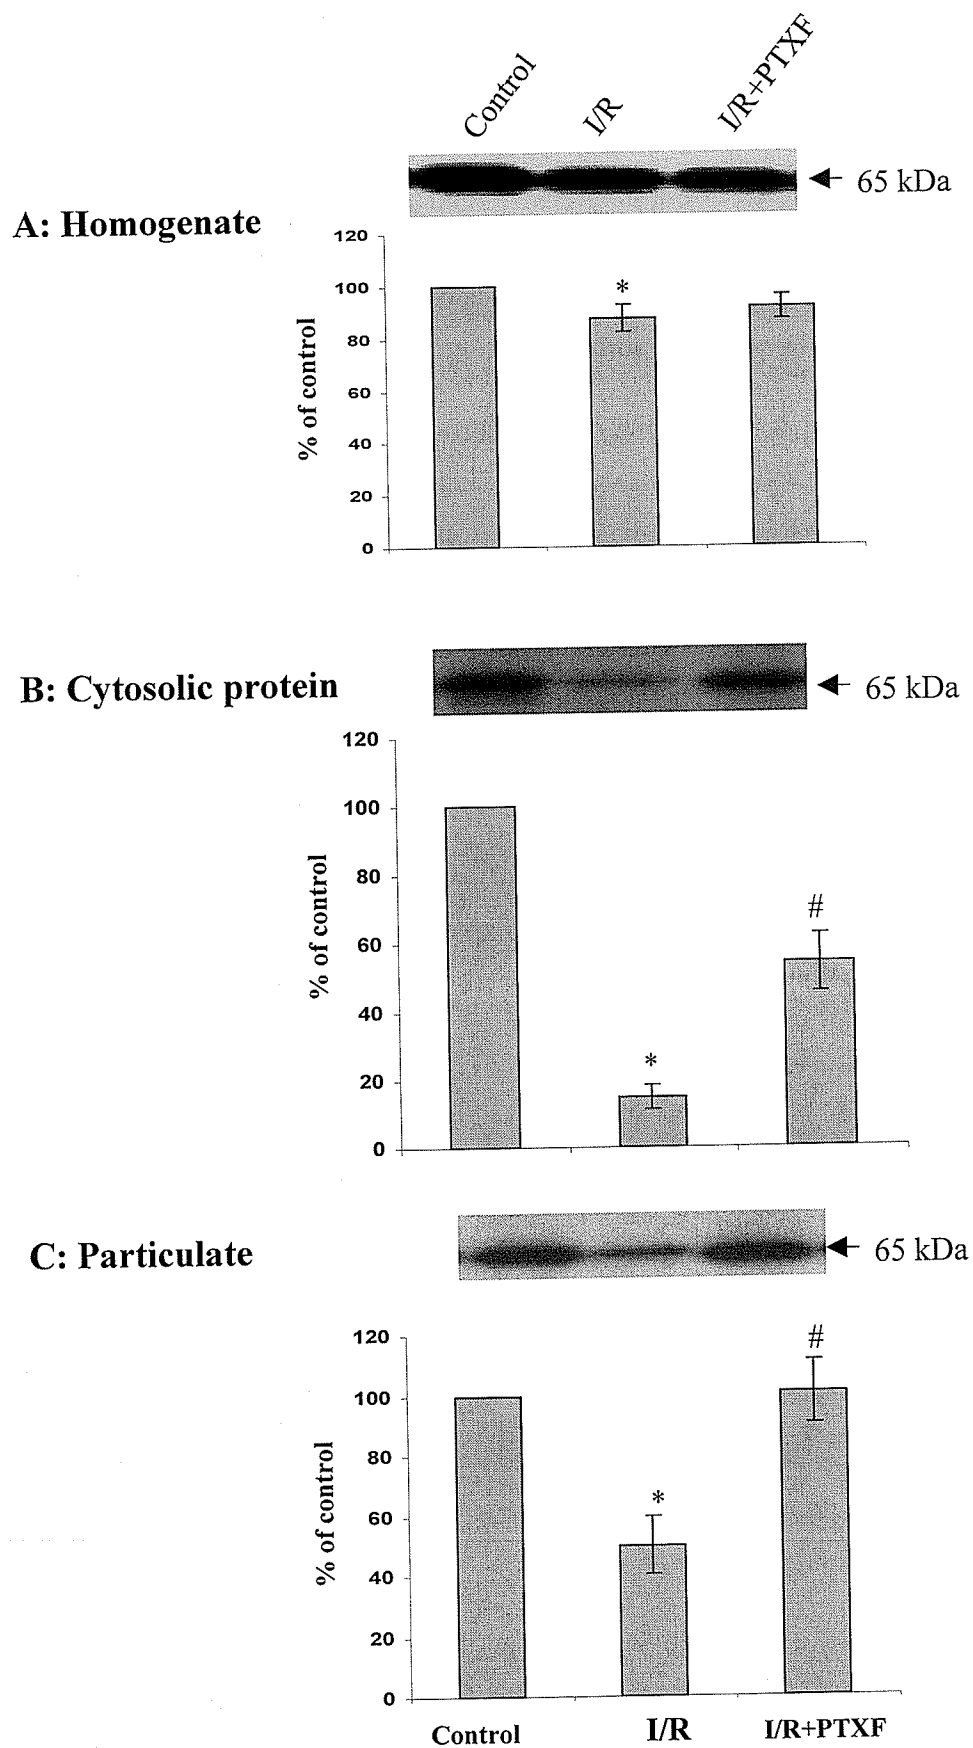 Control I/R I/R+PTXF
65 kDa
A: Homogenate
120
100
80
60
40
20
0
% of control
*
B: Cytosolic protein
65 kDa
120
100
80
60
40
20
0
% of control
*
#
C: Particulate
65 kDa
120
100
80
60
40
20
0
% of control
*
#
Control I/R I/R+PTXF